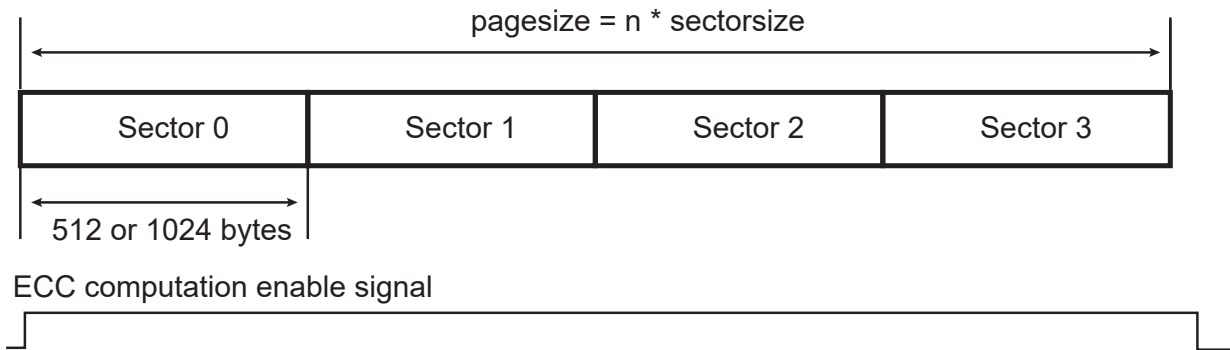 pagesize = n * sectorsize
Sector 0 Sector 1 Sector 2 Sector 3
512 or 1024 bytes
ECC computation enable signal